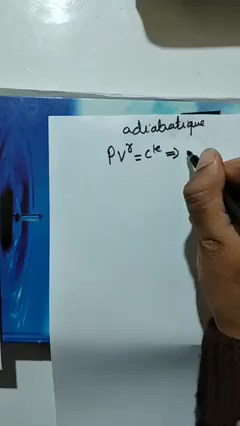 adiabatique
PV^γ = c^te ⇒